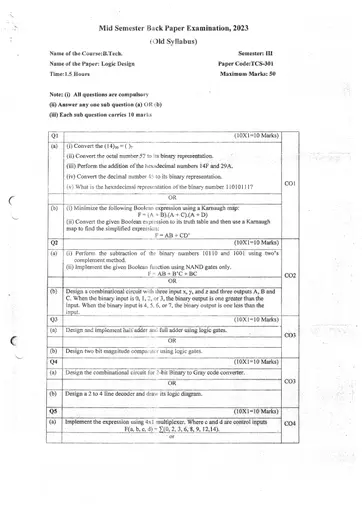 Mid Semester Back Paper Examination, 2023
(Old Syllabus)
Name of the Course:B.Tech. Semester: III
Name of the Paper: Logic Design Paper Code:TCS-301
Time:1.5 Hours Maximum Marks: 50
Note: (i) All questions are compulsory
(ii) Answer any one sub question (a) OR (b)
(iii) Each sub question carries 10 marks
Q1 (10X1=10 Marks)
(a) (i) Convert the (14)₁₀ = ( )₇
(ii) Convert the octal number 57 to its binary representation.
(iii) Perform the addition of the hexadecimal numbers 14F and 29A.
(iv) Convert the decimal number to its binary representation.
(v) What is the hexadecimal representation of the binary number 11010111?
CO1
OR
(b) (i) Minimize the following Boolean expression using a Karnaugh map:
F = (A + B).(A + C).(A + D)
(ii) Convert the given Boolean expression to its truth table and then use a Karnaugh
map to find the simplified expression:
F = AB + CD'
Q2 (10X1=10 Marks)
(a) (i) Perform the subtraction of the binary numbers 10110 and 1001 using two's
complement method.
(ii) Implement the given Boolean function using NAND gates only.
F = AB + B'C + BC
CO2
OR
(b) Design a combinational circuit with three input x, y, and z and three outputs A, B and
C. When the binary input is 0, 1, 2, or 3, the binary output is one greater than the
input. When the binary input is 4, 5, 6, or 7, the binary output is one less than the
input.
Q3 (10X1=10 Marks)
(a) Design and implement half adder and full adder using logic gates.
CO3
OR
(b) Design two bit magnitude comparator using logic gates.
Q4 (10X1=10 Marks)
(a) Design the combinational circuit for Binary to Gray code converter.
CO3
OR
(b) Design a 2 to 4 line decoder and draw its logic diagram.
Q5 (10X1=10 Marks)
(a) Implement the expression using 4x1 multiplexer. Where c and d are control inputs
F(a, b, c, d) = ∑(0, 2, 3, 6, 8, 9, 12,14).
CO4
or